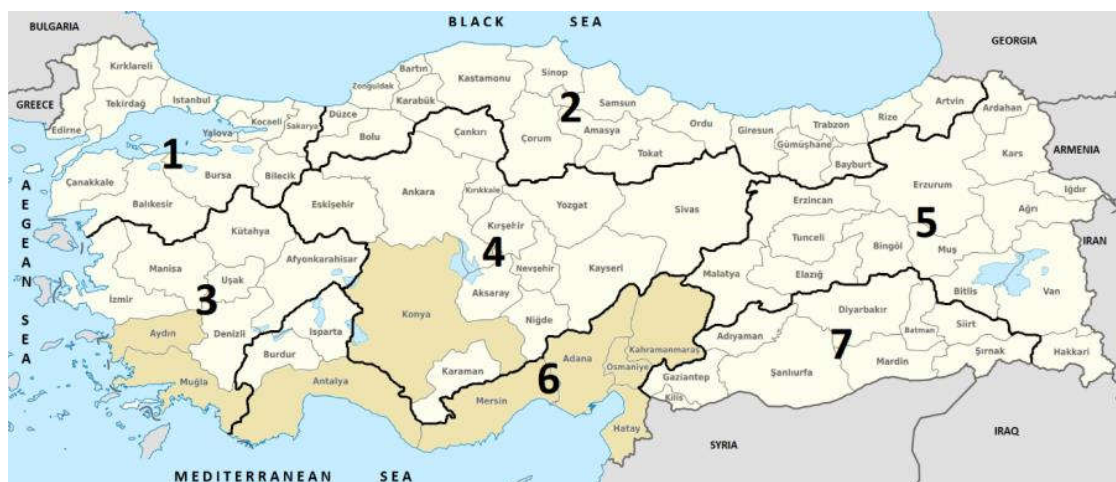 BULGARIA
BLACK SEA
GEORGIA
GREECE
ARMENIA
IRAN
AEGEAN SEA
Kırklareli
Edirne
Tekirdağ
Istanbul
Yalova
Kocaeli
Sakarya
1
Çanakkale
Balıkesir
Bursa
Bilecik
Düzce
Bolu
Zonguldak
Bartın
Karabük
Kastamonu
Sinop
2
Çankırı
Çorum
Samsun
Amasya
Tokat
Ordu
Giresun
Gümüşhane
Trabzon
Bayburt
Rize
Artvin
Ardahan
Kars
Iğdır
Erzurum
Ağrı
Erzincan
5
Tunceli
Bingöl
Muş
Elazığ
Malatya
Bitlis
Van
Hakkari
Eskişehir
Ankara
Kırıkkale
Yozgat
Sivas
Kırşehir
4
Nevşehir
Kayseri
Aksaray
Niğde
Konya
Karaman
Kütahya
Manisa
Uşak
Afyonkarahisar
İzmir
3
Aydın
Denizli
Muğla
Isparta
Burdur
Antalya
Mersin
6
Adana
Osmaniye
Kahramanmaraş
Hatay
Adıyaman
Gaziantep
Kilis
Şanlıurfa
7
Diyarbakır
Batman
Mardin
Siirt
Şırnak
SYRIA
IRAQ
MEDITERRANEAN SEA